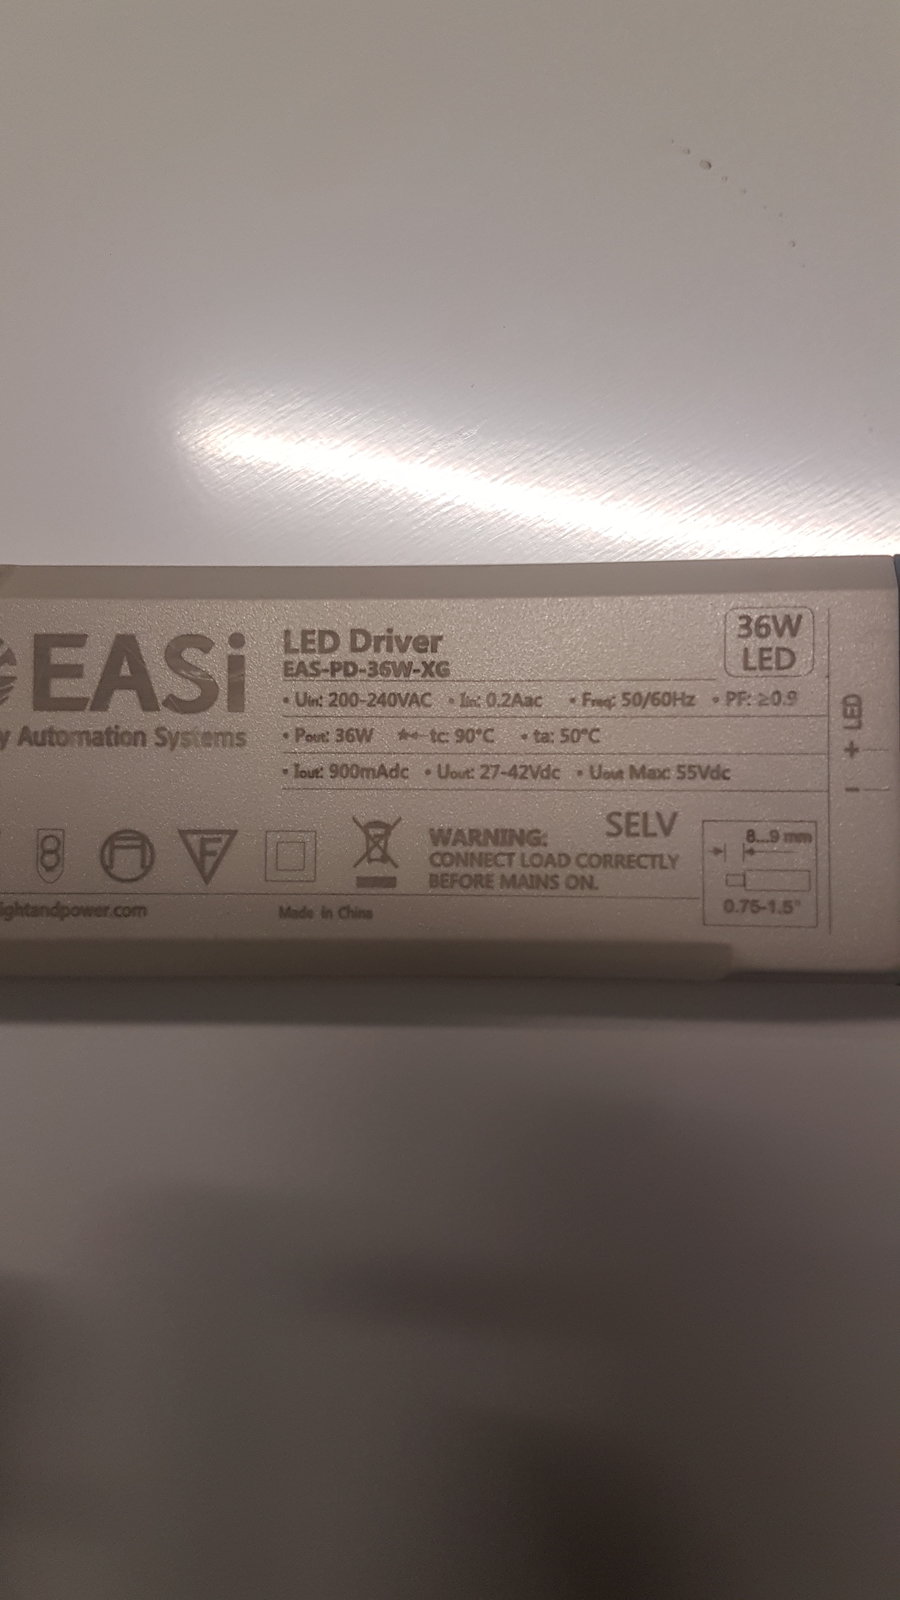 EASi
y Automation Systems
LED Driver
EAS-PD-36W-XG
36W
LED
• Uin: 200-240VAC • Iin: 0.2Aac • Freq: 50/60Hz • PF: ≥0.9
• Pout: 36W tc: 90°C • ta: 50°C
• Iout: 900mAdc • Uout: 27-42Vdc • Uout Max: 55Vdc
LED
+
-
F
WARNING: SELV
CONNECT LOAD CORRECTLY
BEFORE MAINS ON.
8...9 mm
0.75-1.5"
ightandpower.com
Made in China